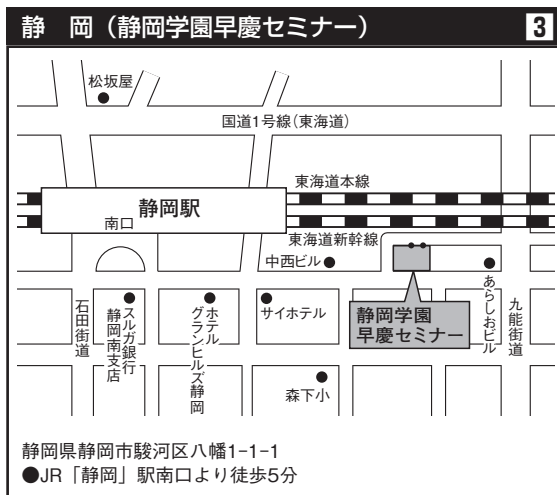 静 岡（静岡学園早慶セミナー） 3
松坂屋
国道1号線(東海道)
東海道本線
静岡駅
南口
東海道新幹線
中西ビル
石田街道
スルガ銀行
静岡南支店
ホテル
グランヒルズ静岡
サイホテル
静岡学園
早慶セミナー
あらしおビル
九能街道
森下小
静岡県静岡市駿河区八幡1-1-1
●JR「静岡」駅南口より徒歩5分